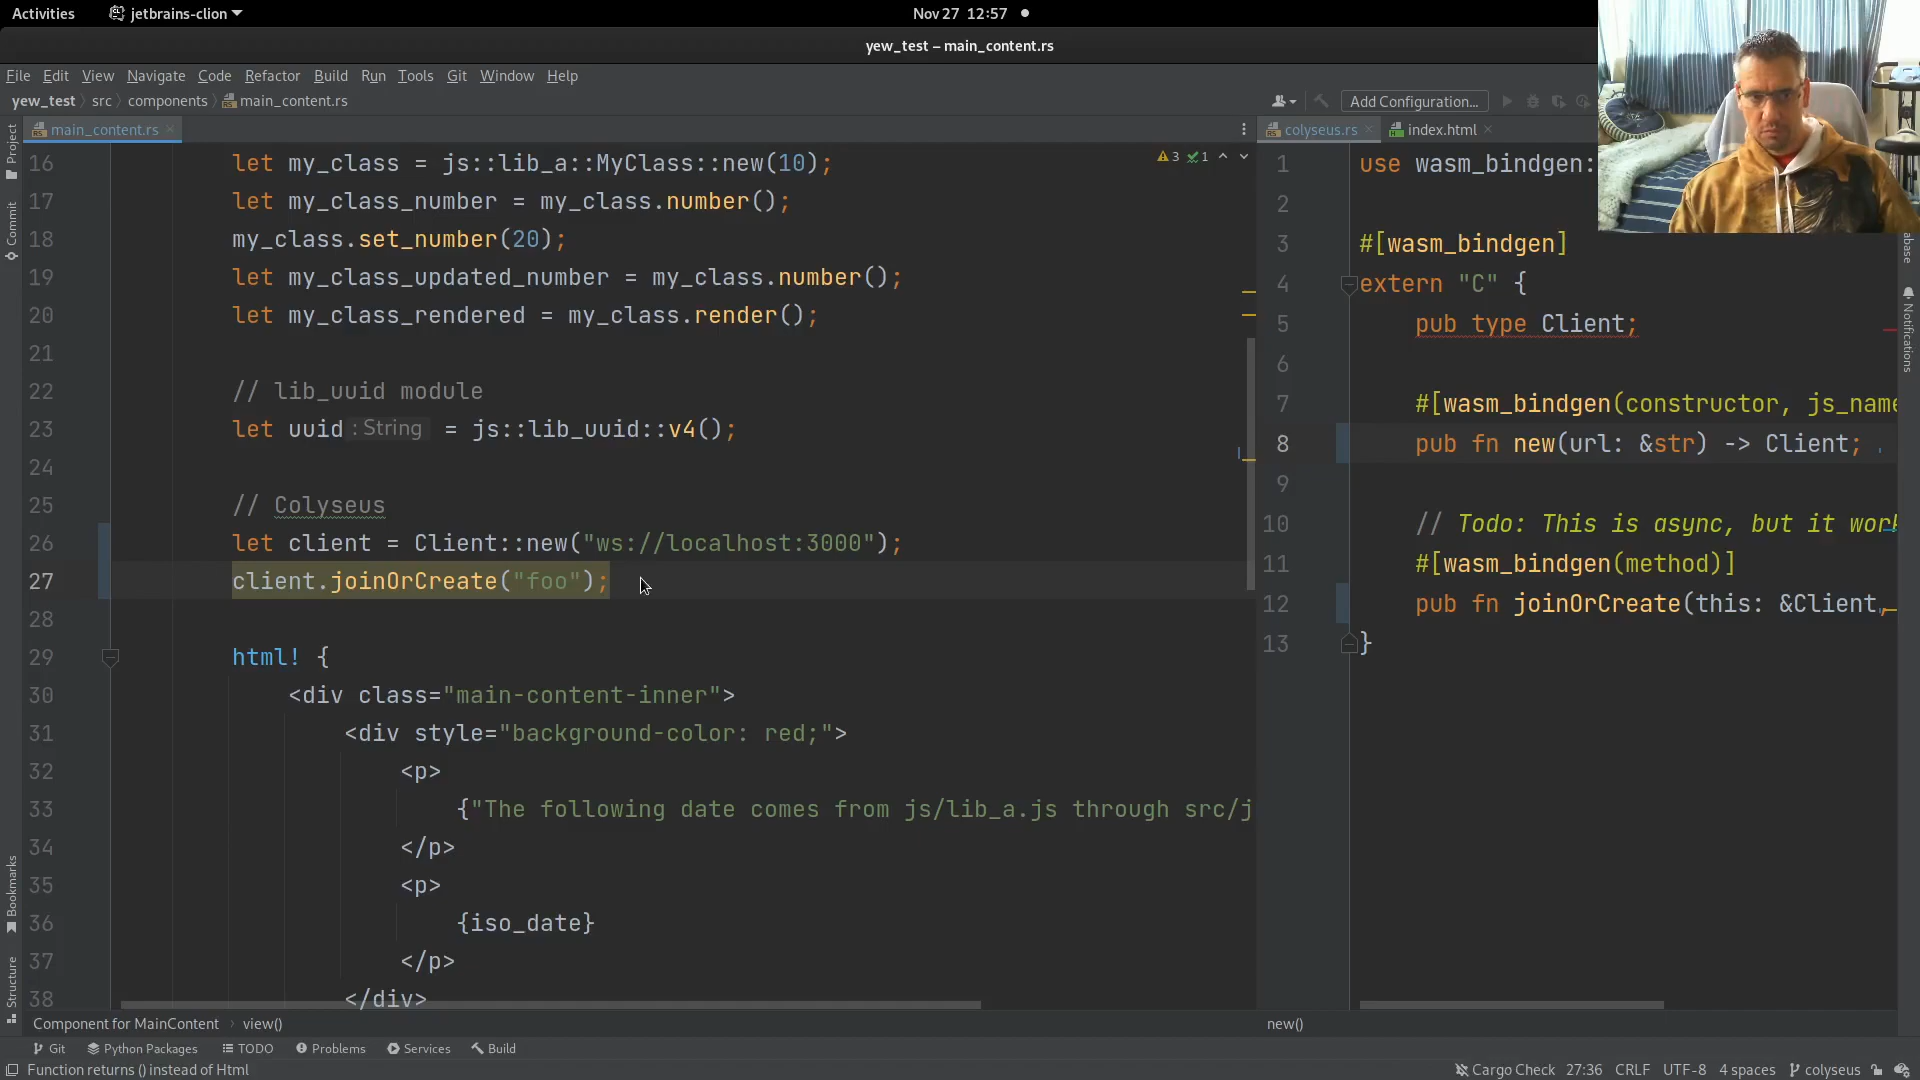 Activities
jetbrains-clion
Nov 27 12:57
yew_test – main_content.rs
File Edit View Navigate Code Refactor Build Run Tools Git Window Help
yew_test src components main_content.rs
Add Configuration...
main_content.rs
colyseus.rs
index.html
3 1
Project
Commit
Bookmarks
Structure
Notifications
16 let my_class = js::lib_a::MyClass::new(10);
17 let my_class_number = my_class.number();
18 my_class.set_number(20);
19 let my_class_updated_number = my_class.number();
20 let my_class_rendered = my_class.render();
21
22 // lib_uuid module
23 let uuid : String = js::lib_uuid::v4();
24
25 // Colyseus
26 let client = Client::new("ws://localhost:3000");
27 client.joinOrCreate("foo");
28
29 html! {
30 <div class="main-content-inner">
31 <div style="background-color: red;">
32 <p>
33 {"The following date comes from js/lib_a.js through src/j
34 </p>
35 <p>
36 {iso_date}
37 </p>
38 </div>
1 use wasm_bindgen:
2
3 #[wasm_bindgen]
4 extern "C" {
5 pub type Client;
6
7 #[wasm_bindgen(constructor, js_name
8 pub fn new(url: &str) -> Client;
9
10 // Todo: This is async, but it work
11 #[wasm_bindgen(method)]
12 pub fn joinOrCreate(this: &Client,
13 }
Component for MainContent view()
new()
Git Python Packages TODO Problems Services Build
Function returns () instead of Html
Cargo Check 27:36 CRLF UTF-8 4 spaces colyseus